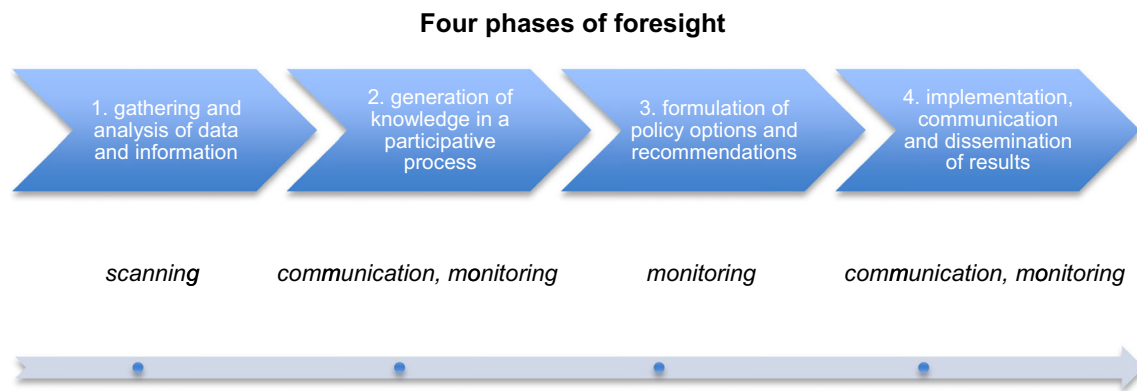 Four phases of foresight
1. gathering and
analysis of data
and information
2. generation of
knowledge in a
participative
process
3. formulation of
policy options and
recommendations
4. implementation,
communication
and dissemination
of results
scanning
communication, monitoring
monitoring
communication, monitoring